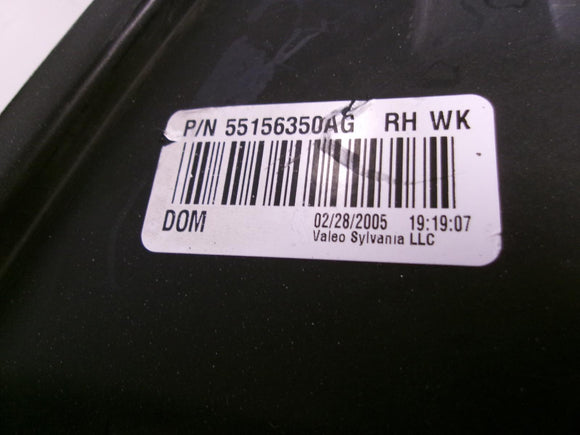 P/N 55156350AG RH WK
DOM 02/28/2005 19:19:07
Valeo Sylvania LLC